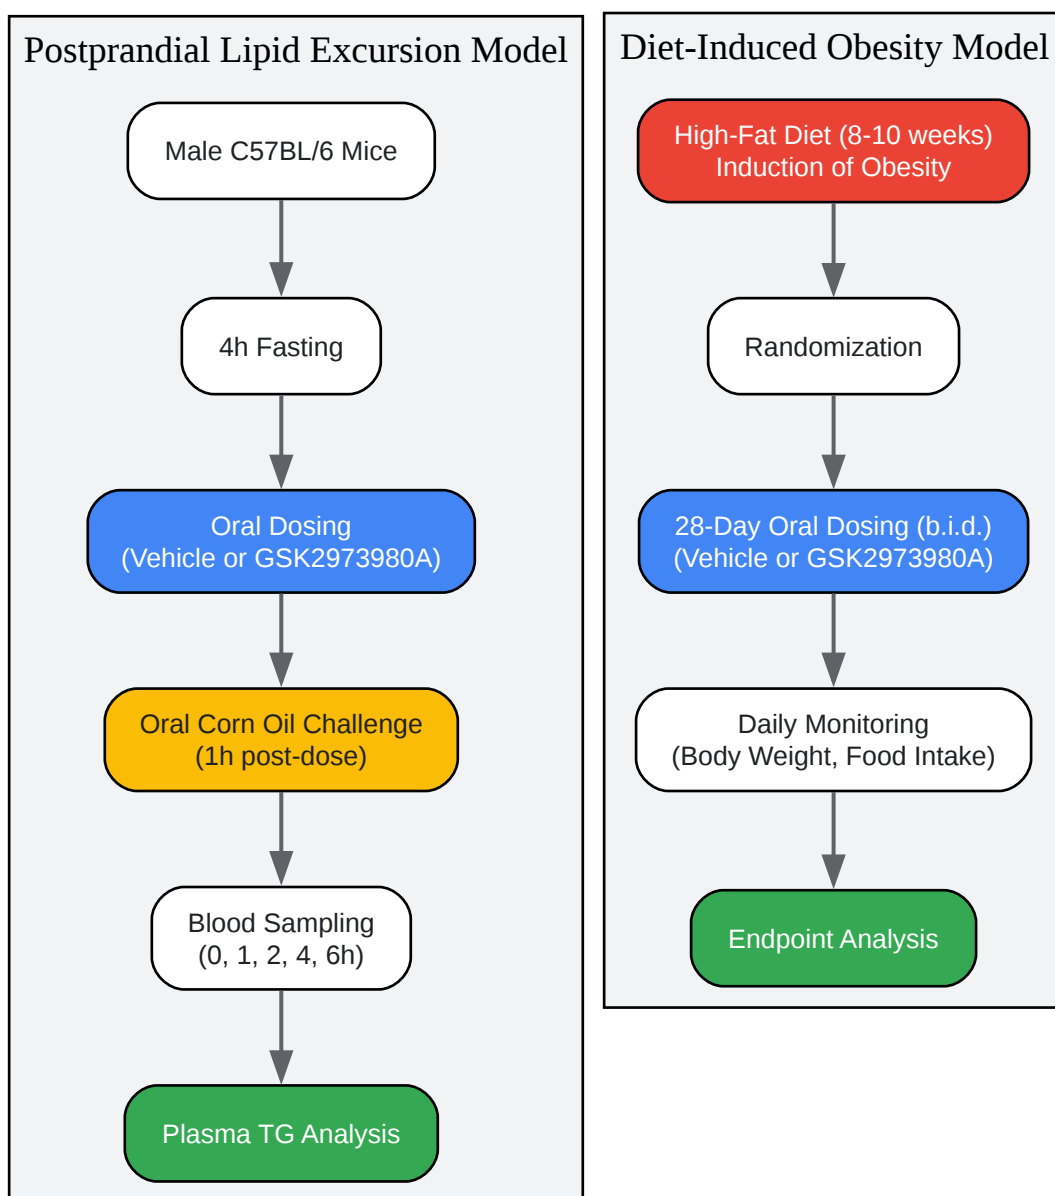 Postprandial Lipid Excursion Model
Male C57BL/6 Mice
4h Fasting
Oral Dosing
(Vehicle or GSK2973980A)
Oral Corn Oil Challenge
(1h post-dose)
Blood Sampling
(0, 1, 2, 4, 6h)
Plasma TG Analysis
Diet-Induced Obesity Model
High-Fat Diet (8-10 weeks)
Induction of Obesity
Randomization
28-Day Oral Dosing (b.i.d.)
(Vehicle or GSK2973980A)
Daily Monitoring
(Body Weight, Food Intake)
Endpoint Analysis